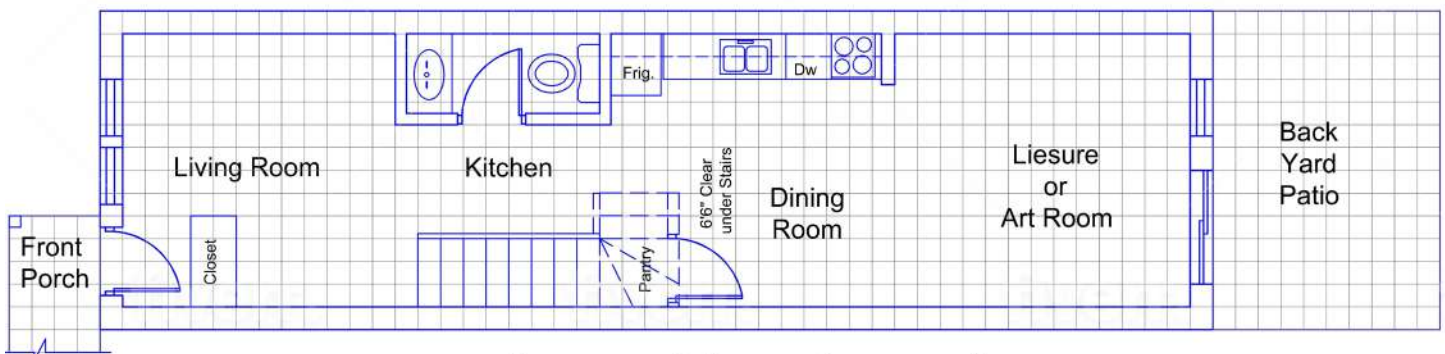 Frig.
Dw
Living Room
Kitchen
6'6" Clear
under Stairs
Dining
Room
Liesure
or
Art Room
Back
Yard
Patio
Front
Porch
Closet
Pantry